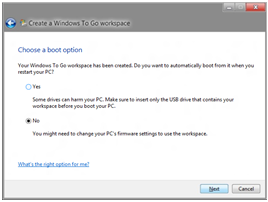 Create a Windows To Go workspace
Choose a boot option
Your Windows To Go workspace has been created. Do you want to automatically boot from it when you
restart your PC?
Yes
Some drives can harm your PC. Make sure to insert only the USB drive that contains your
workspace before you boot your PC.
No
You might need to change your PC's firmware settings to use the workspace.
What's the right option for me?
Next Cancel